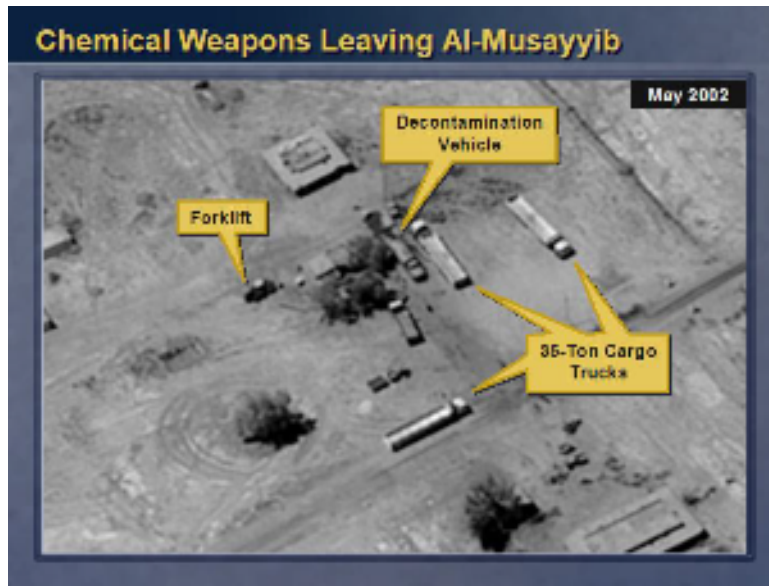 Chemical Weapons Leaving Al-Musayyib
May 2002
Decontamination
Vehicle
Forklift
35-Ton Cargo
Trucks